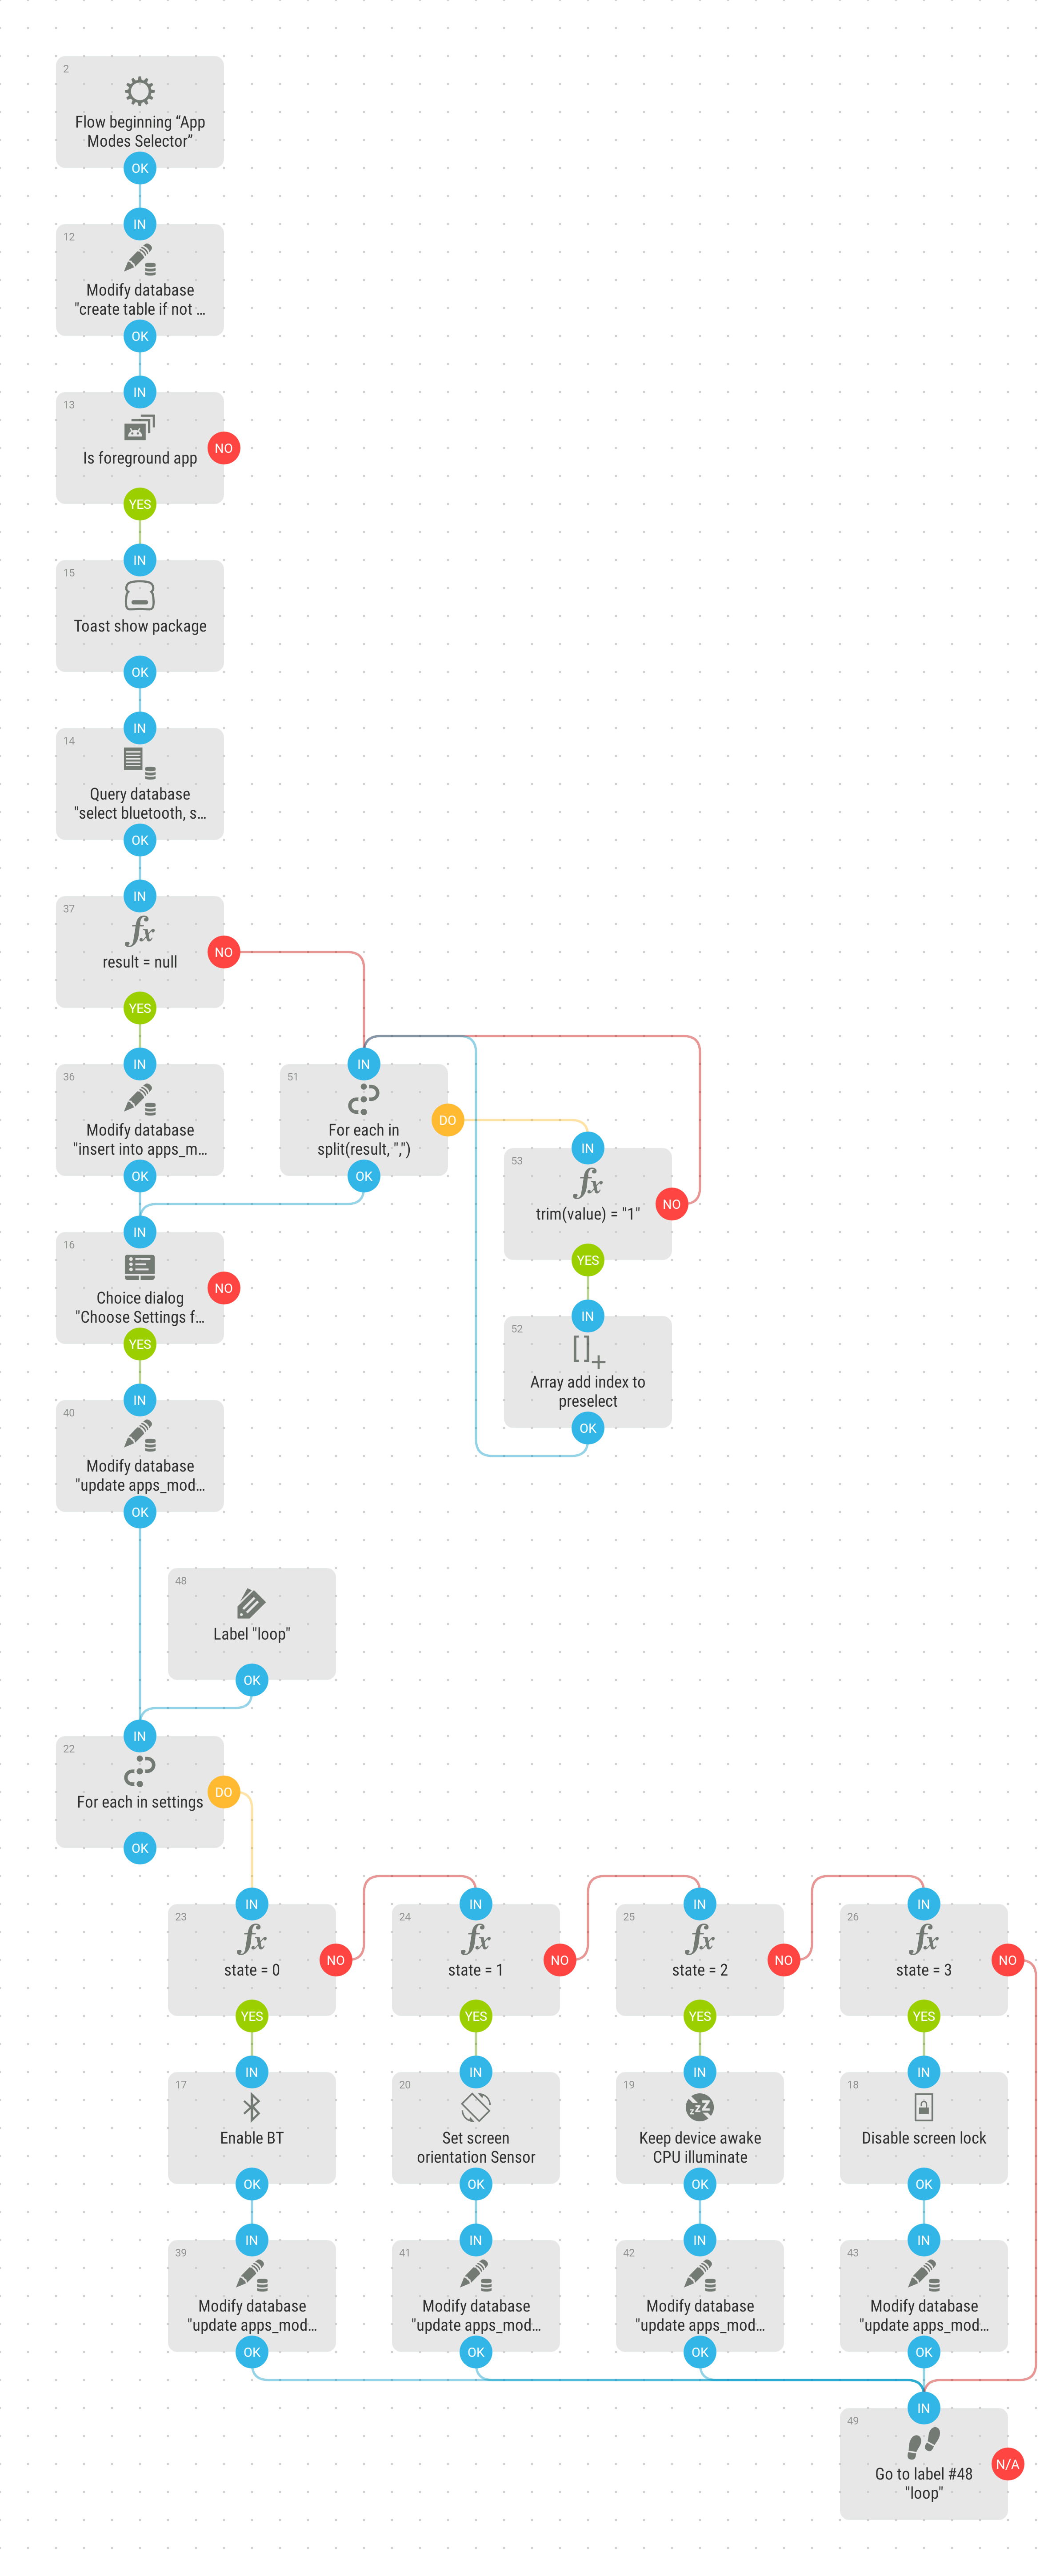 2
Flow beginning “App
Modes Selector”
OK
IN
12
Modify database
"create table if not ...
OK
IN
13
Is foreground app
NO
YES
IN
15
Toast show package
OK
IN
14
Query database
"select bluetooth, s...
OK
IN
37
fx
result = null
NO
YES
IN
36
Modify database
"insert into apps_m...
OK
IN
51
For each in
split(result, ",")
DO
OK
IN
53
fx
trim(value) = "1"
NO
YES
IN
16
Choice dialog
"Choose Settings f...
NO
YES
IN
52
[]+
Array add index to
preselect
OK
IN
40
Modify database
"update apps_mod...
OK
48
Label "loop"
OK
IN
22
For each in settings
DO
OK
IN
23
fx
state = 0
NO
YES
IN
24
fx
state = 1
NO
YES
IN
25
fx
state = 2
NO
YES
IN
26
fx
state = 3
NO
YES
IN
17
Enable BT
OK
IN
20
Set screen
orientation Sensor
OK
IN
19
zzZ
Keep device awake
CPU illuminate
OK
IN
18
Disable screen lock
OK
IN
39
Modify database
"update apps_mod...
OK
IN
41
Modify database
"update apps_mod...
OK
IN
42
Modify database
"update apps_mod...
OK
IN
43
Modify database
"update apps_mod...
OK
IN
49
Go to label #48
"loop"
N/A